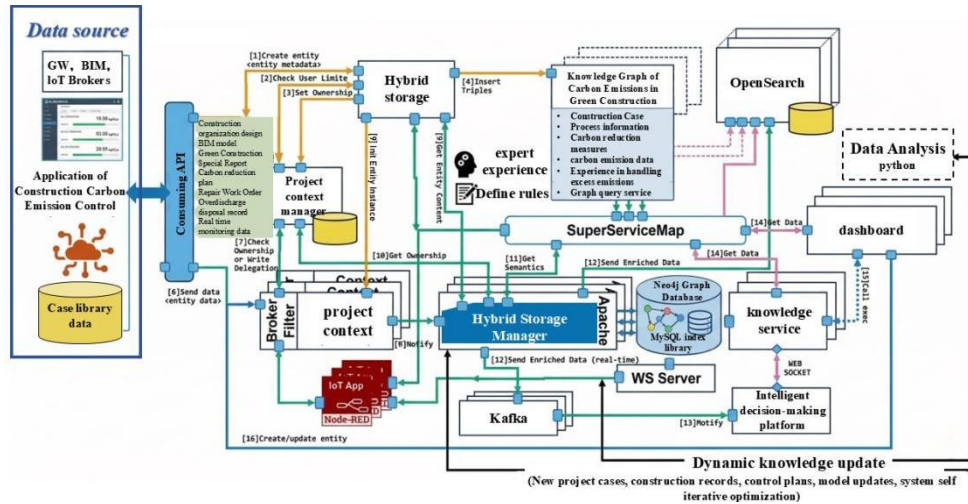 Data source
GW、BIM,
IoT Brokers
Application of
Construction Carbon
Emission Control
Case library
data
Consuming API
Construction
organization design
BIM model
Green Construction
Special Report
Carbon reduction
plan
Repair Work Order
Overdischarge
disposal record
Real time
monitoring data
[1]Create entity
<entity metadata>
[2]Check User Limite
[3]Set Ownership
Hybrid
storage
[4]Insert
Triples
Knowledge Graph of
Carbon Emissions in
Green Construction
• Construction Case
• Process information
• Carbon reduction
measures
• carbon emission data
• Experience in handling
excess emissions
• Graph query service
OpenSearch
Data Analysis
python
expert
experience
Define rules
[9]Init Entity Instance
[9]Get Entity Content
Project
context
manager
SuperServiceMap
[14]Get Data
dashboard
[7]Check
Ownership
or Write
Delegation
[10]Get Ownership
[11]Get
Semantics
[12]Send Enriched Data
[14]Get Data
[15]Call exec
[6]Send data
<entity data>
Broker
Filter
Context
Context
project
context
[8]Notify
Hybrid Storage
Manager
Apache
Neo4j Graph
Database
MySQL index
library
knowledge
service
WEB
SOCKET
[12]Send Enriched Data (real-time)
WS Server
IoT App
Node-RED
Kafka
[13]Notify
Intelligent
decision-making
platform
[16]Create/update entity
Dynamic knowledge update
(New project cases, construction records, control plans, model updates, system self
iterative optimization)